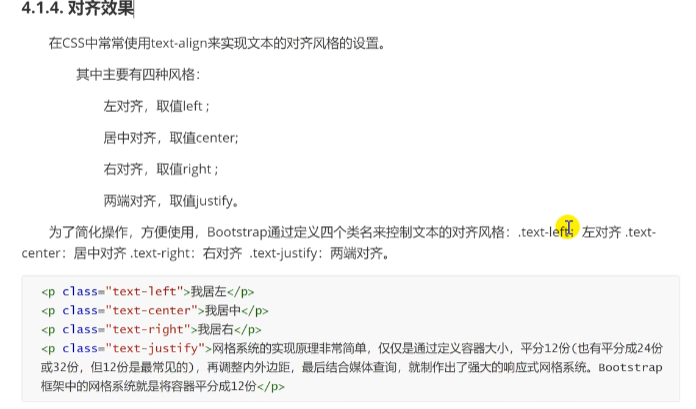 4.1.4. 对齐效果
在CSS中常常使用text-align来实现文本的对齐风格的设置。
其中主要有四种风格：
左对齐，取值left ;
居中对齐，取值center;
右对齐，取值right ;
两端对齐，取值justify。
为了简化操作，方便使用，Bootstrap通过定义四个类名来控制文本的对齐风格：.text-left：左对齐 .text-
center：居中对齐 .text-right：右对齐 .text-justify：两端对齐。
<p class="text-left">我居左</p>
<p class="text-center">我居中</p>
<p class="text-right">我居右</p>
<p class="text-justify">网格系统的实现原理非常简单，仅仅是通过定义容器大小，平分12份(也有平分成24份
或32份，但12份是最常见的)，再调整内外边距，最后结合媒体查询，就制作出了强大的响应式网格系统。Bootstrap
框架中的网格系统就是将容器平分成12份</p>